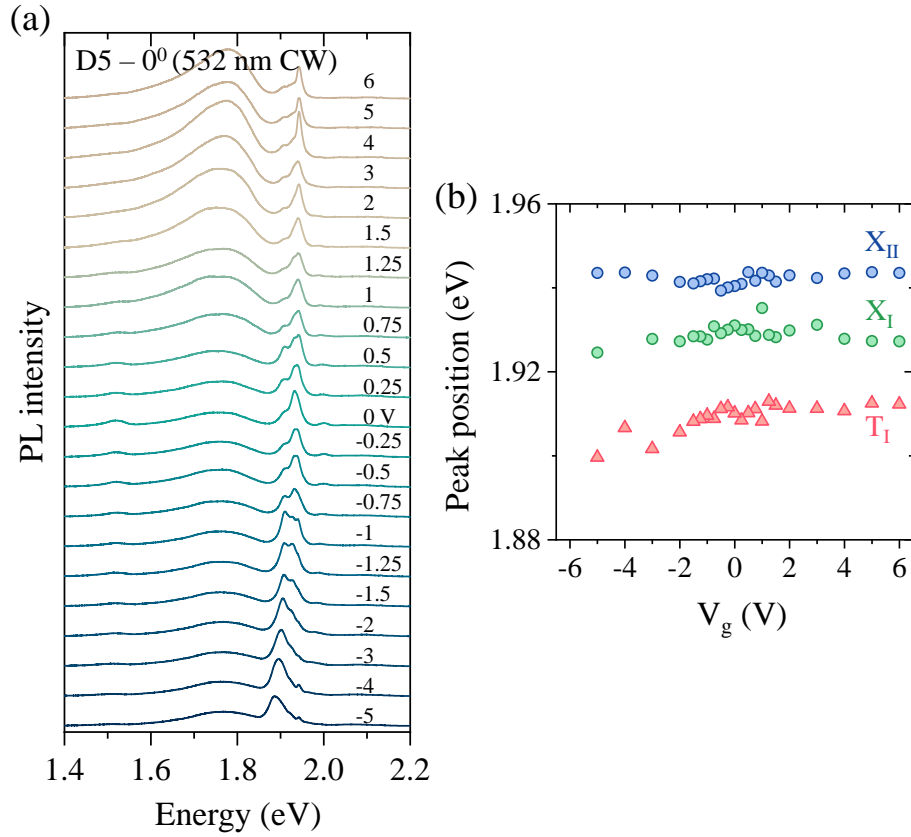 (a)
D5 – 0⁰ (532 nm CW)
6
5
4
3
2
1.5
1.25
1
0.75
0.5
0.25
0 V
-0.25
-0.5
-0.75
-1
-1.25
-1.5
-2
-3
-4
-5
PL intensity
1.4 1.6 1.8 2.0 2.2
Energy (eV)
(b)
1.96
1.92
1.88
Peak position (eV)
X_II
X_I
T_I
-6 -4 -2 0 2 4 6
V_g (V)